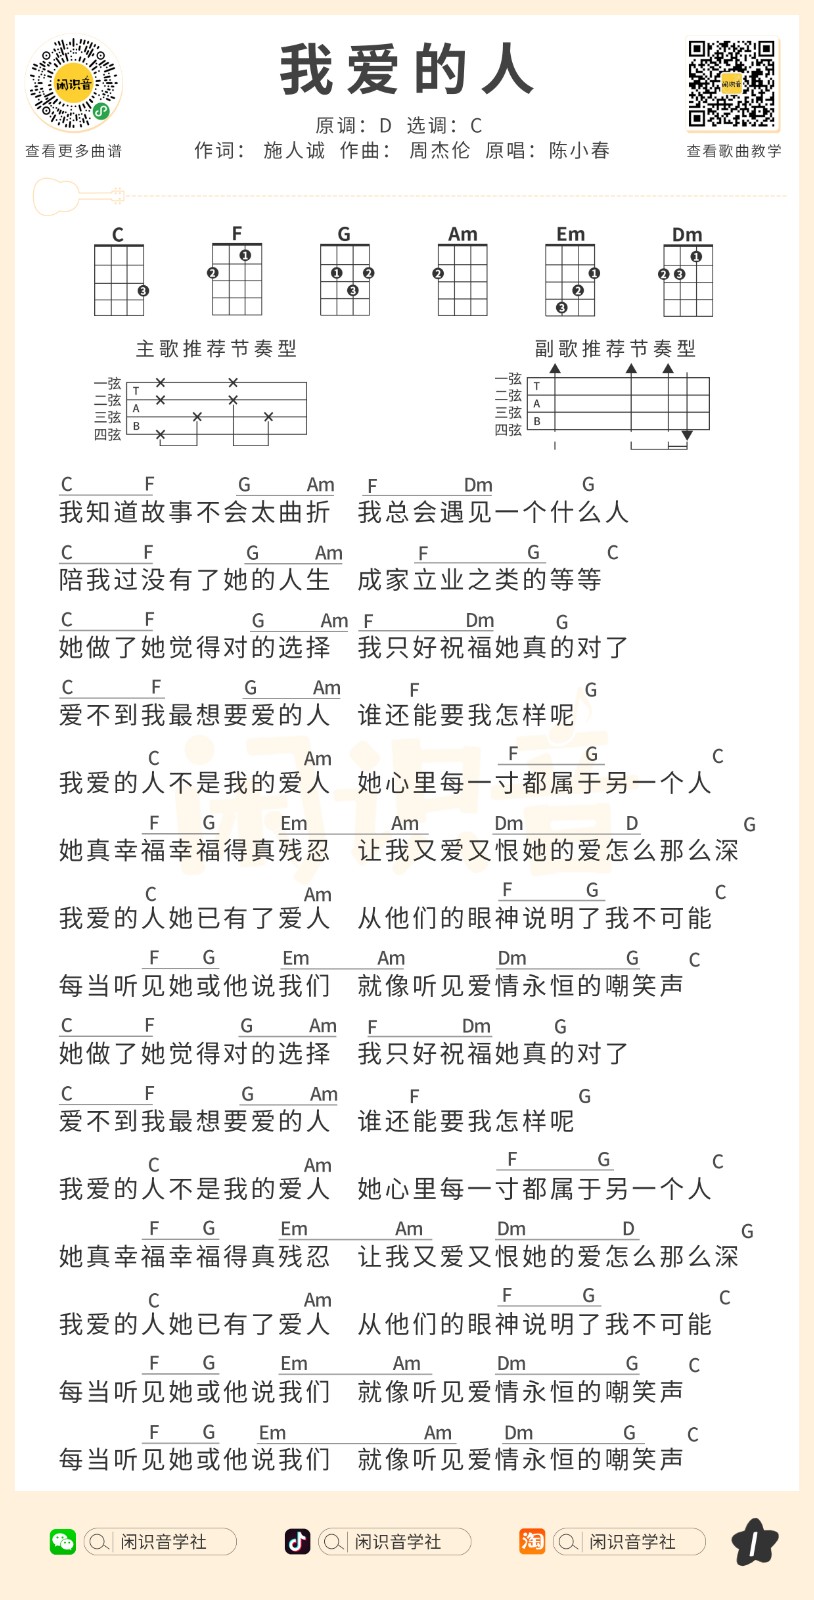 我爱的人
闲识音
查看更多曲谱
原调：D 选调：C
作词： 施人诚 作曲： 周杰伦 原唱：陈小春
闲识音
查看歌曲教学
C F G Am Em Dm
3
1 2
1 2 3
2
1 2 3
1 2 3
主歌推荐节奏型
副歌推荐节奏型
一弦
二弦
三弦
四弦
T
A
B
一弦
二弦
三弦
四弦
T
A
B
C F G Am F Dm G
我知道故事不会太曲折 我总会遇见一个什么人
C F G Am F G C
陪我过没有了她的人生 成家立业之类的等等
C F G Am F Dm G
她做了她觉得对的选择 我只好祝福她真的对了
C F G Am F G
爱不到我最想要爱的人 谁还能要我怎样呢
C Am F G C
我爱的人不是我的爱人 她心里每一寸都属于另一个人
F G Em Am Dm D G
她真幸福幸福得真残忍 让我又爱又恨她的爱怎么那么深
C Am F G C
我爱的人她已有了爱人 从他们的眼神说明了我不可能
F G Em Am Dm G C
每当听见她或他说我们 就像听见爱情永恒的嘲笑声
C F G Am F Dm G
她做了她觉得对的选择 我只好祝福她真的对了
C F G Am F G
爱不到我最想要爱的人 谁还能要我怎样呢
C Am F G C
我爱的人不是我的爱人 她心里每一寸都属于另一个人
F G Em Am Dm D G
她真幸福幸福得真残忍 让我又爱又恨她的爱怎么那么深
C Am F G C
我爱的人她已有了爱人 从他们的眼神说明了我不可能
F G Em Am Dm G C
每当听见她或他说我们 就像听见爱情永恒的嘲笑声
F G Em Am Dm G C
每当听见她或他说我们 就像听见爱情永恒的嘲笑声
闲识音
闲识音学社 闲识音学社 淘 闲识音学社